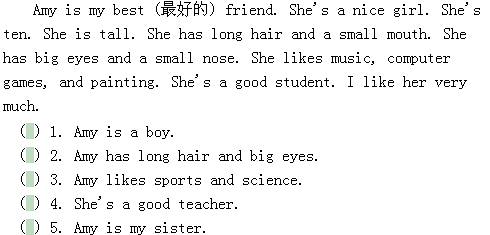 Amy is my best (最好的) friend. She's a nice girl. She's
ten. She is tall. She has long hair and a small mouth. She
has big eyes and a small nose. She likes music, computer
games, and painting. She's a good student. I like her very
much.
( ) 1. Amy is a boy.
( ) 2. Amy has long hair and big eyes.
( ) 3. Amy likes sports and science.
( ) 4. She's a good teacher.
( ) 5. Amy is my sister.